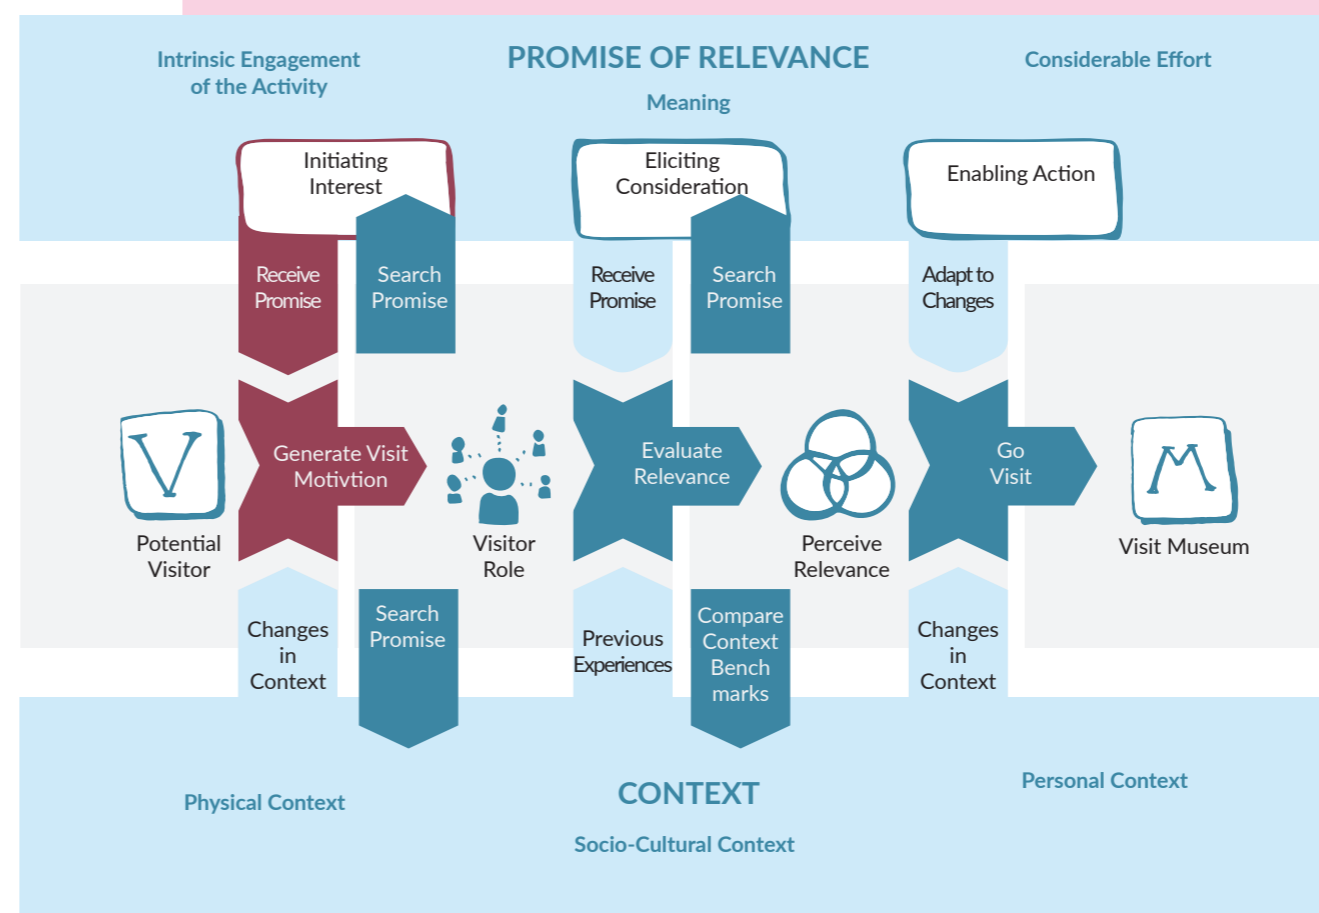 Intrinsic Engagement
of the Activity
PROMISE OF RELEVANCE
Meaning
Considerable Effort
Initiating
Interest
Eliciting
Consideration
Enabling Action
Receive
Promise
Search
Promise
Receive
Promise
Search
Promise
Adapt to
Changes
V
Generate Visit
Motivtion
Evaluate
Relevance
Go
Visit
M
Potential
Visitor
Visitor
Role
Perceive
Relevance
Visit Museum
Changes
in
Context
Search
Promise
Previous
Experiences
Compare
Context
Bench
marks
Changes
in
Context
Physical Context
CONTEXT
Socio-Cultural Context
Personal Context